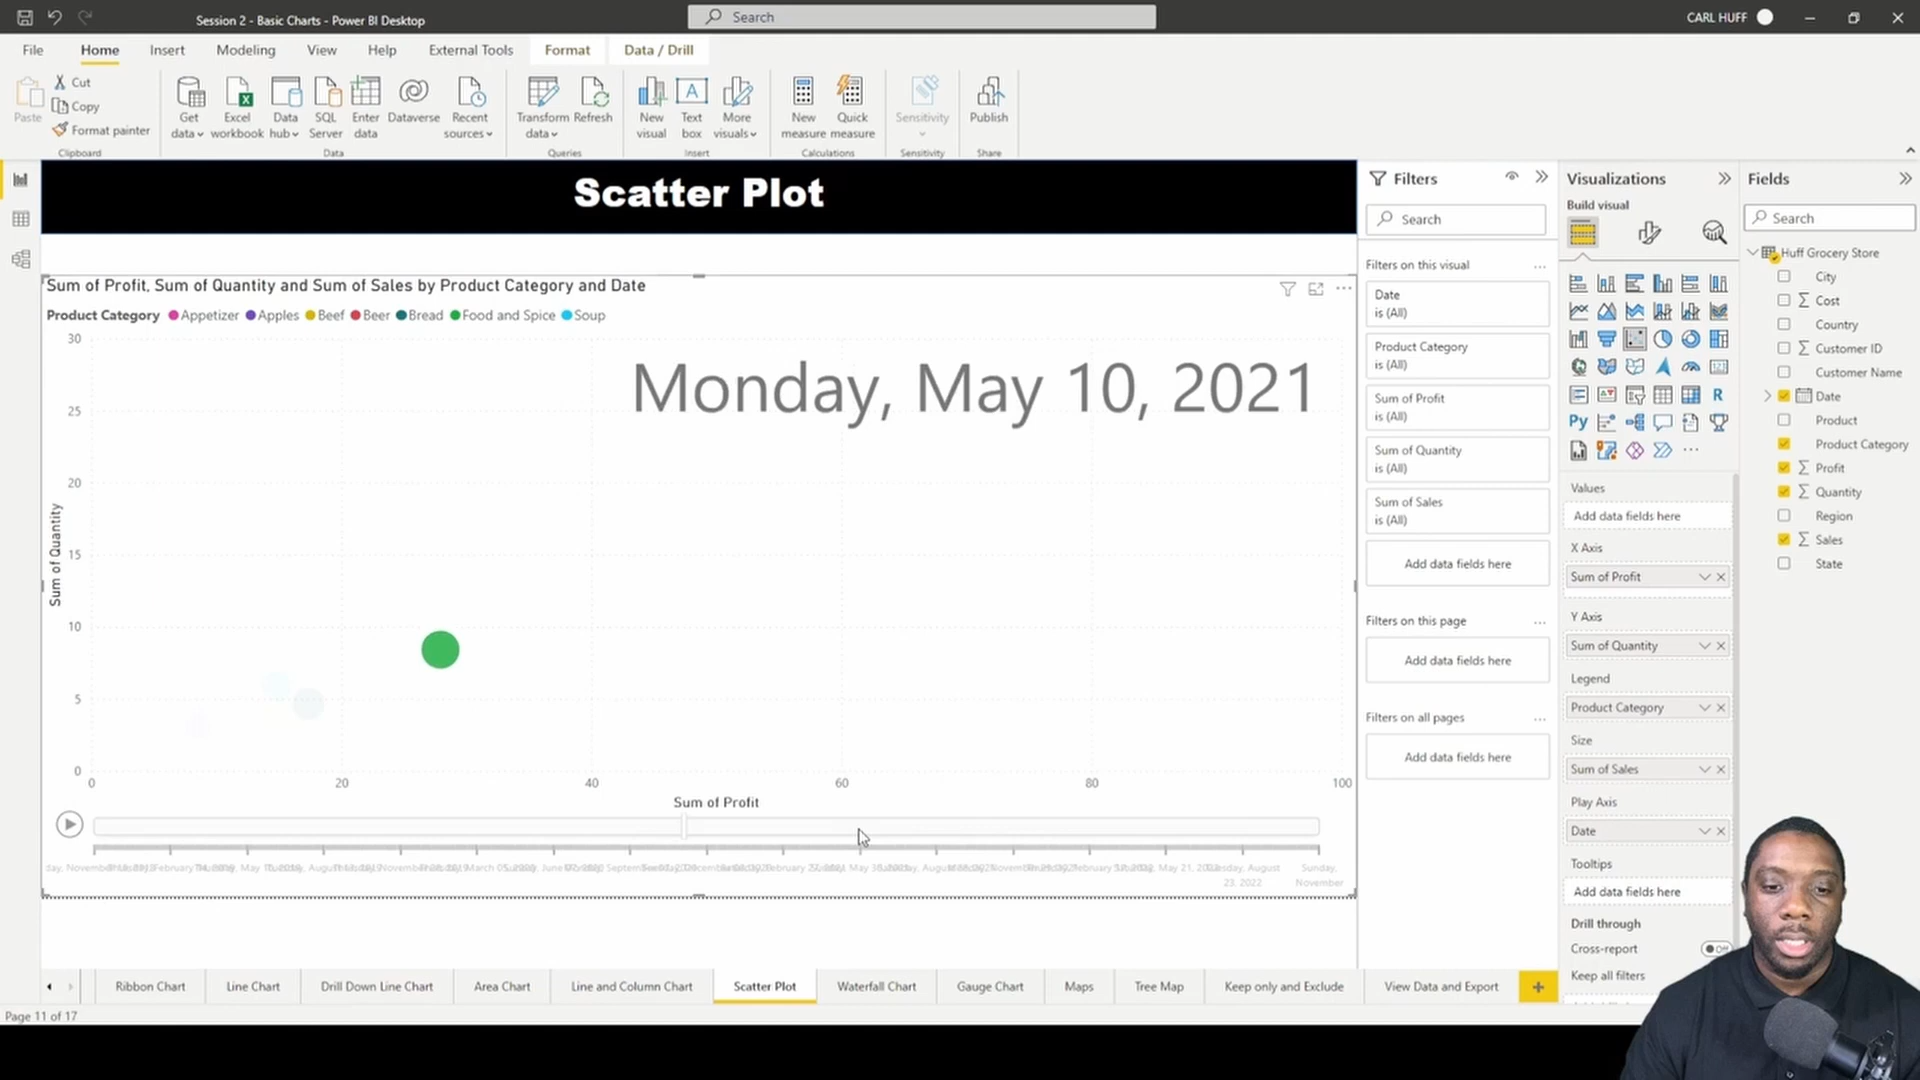 Session 2 - Basic Charts - Power BI Desktop
Search
CARL HUFF
File
Home
Insert
Modeling
View
Help
External Tools
Format
Data / Drill
Paste
Cut
Copy
Format painter
Clipboard
Get data
Excel workbook
Data hub
SQL Server
Enter data
Dataverse
Recent sources
Data
Transform data
Refresh
Queries
New visual
Text box
More visuals
Insert
New measure
Quick measure
Calculations
Sensitivity
Sensitivity
Publish
Share
Scatter Plot
Sum of Profit, Sum of Quantity and Sum of Sales by Product Category and Date
Product Category Appetizer Apples Beef Beer Bread Food and Spice Soup
Monday, May 10, 2021
Sum of Quantity
30
25
20
15
10
5
0
0 20 40 60 80 100
Sum of Profit
23, 2022
Sunday, November
Filters
Search
Filters on this visual
Date
is (All)
Product Category
is (All)
Sum of Profit
is (All)
Sum of Quantity
is (All)
Sum of Sales
is (All)
Add data fields here
Filters on this page
Add data fields here
Filters on all pages
Add data fields here
Visualizations
Build visual
R
Py
Values
Add data fields here
X Axis
Sum of Profit
Y Axis
Sum of Quantity
Legend
Product Category
Size
Sum of Sales
Play Axis
Date
Tooltips
Add data fields here
Drill through
Cross-report
Off
Keep all filters
Fields
Search
Huff Grocery Store
City
Cost
Country
Customer ID
Customer Name
Date
Product
Product Category
Profit
Quantity
Region
Sales
State
Ribbon Chart
Line Chart
Drill Down Line Chart
Area Chart
Line and Column Chart
Scatter Plot
Waterfall Chart
Gauge Chart
Maps
Tree Map
Keep only and Exclude
View Data and Export
Page 11 of 17